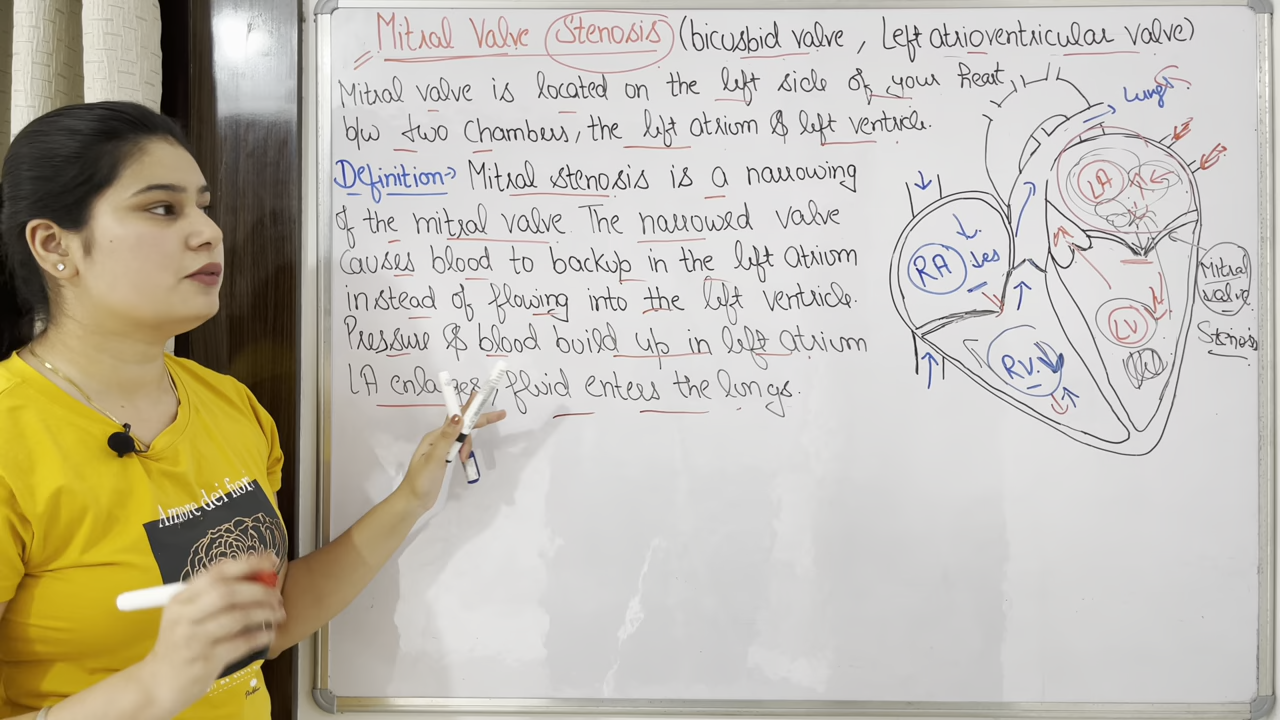 Mitral Valve Stenosis (bicusbid valve, Left atrioventricular valve)
Mitral valve is located on the left side of your heart
b/w two chambers, the left atrium & left ventricle.
Definition→ Mitral stenosis is a narrowing
of the mitral valve. The narrowed valve
causes blood to backup in the left atrium
instead of flowing into the left ventricle.
Pressure & blood build up in left atrium
LA enlarges, fluid enters the lungs.
Lungs
LA
RA
Mitral
valve
Stenosis
LV
RV
Amore dei fiori